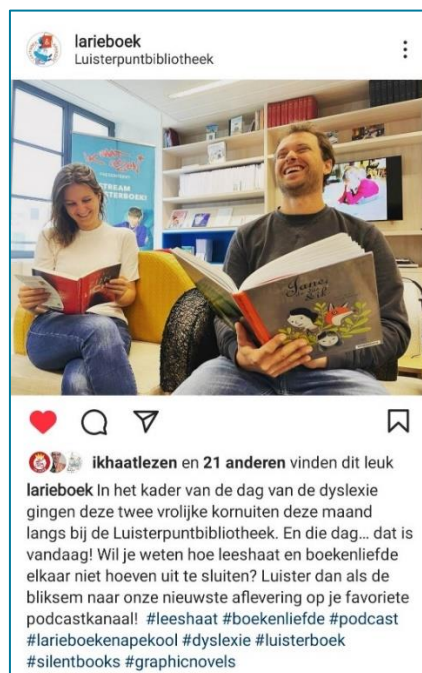 larieboek
Luisterpuntbibliotheek
ikhaatlezen en 21 anderen vinden dit leuk
larieboek In het kader van de dag van de dyslexie
gingen deze twee vrolijke kornuiten deze maand
langs bij de Luisterpuntbibliotheek. En die dag... dat is
vandaag! Wil je weten hoe leeshaat en boekenliefde
elkaar niet hoeven uit te sluiten? Luister dan als de
bliksem naar onze nieuwste aflevering op je favoriete
podcastkanaal! #leeshaat #boekenliefde #podcast
#larieboekenapekool #dyslexie #luisterboek
#silentbooks #graphicnovels